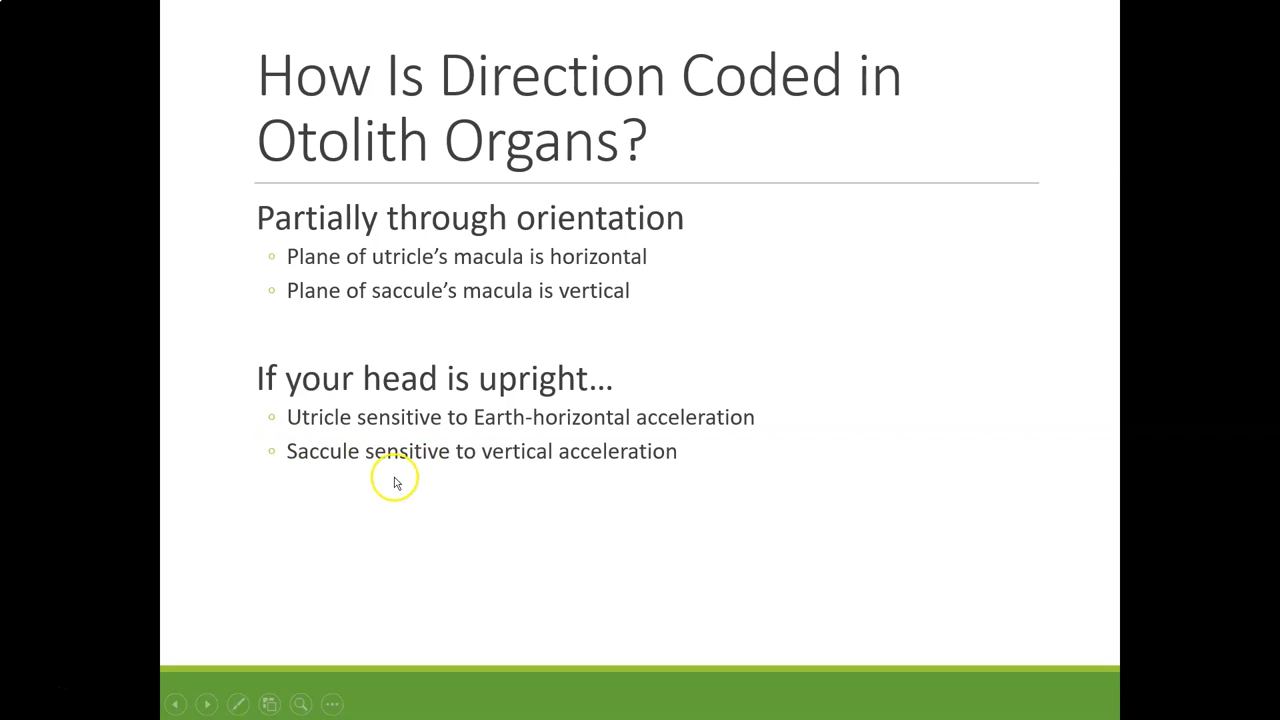 How Is Direction Coded in
Otolith Organs?
Partially through orientation
Plane of utricle’s macula is horizontal
Plane of saccule’s macula is vertical
If your head is upright…
Utricle sensitive to Earth-horizontal acceleration
Saccule sensitive to vertical acceleration